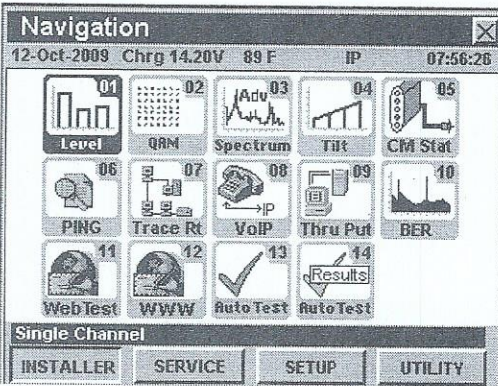 Navigation
12-Oct-2009 Chrg 14.20V 89 F IP 07:56:26
01 02 03 04 05
Adv
Level QAM Spectrum Tilt CM Stat
06 07 08 09 10
IP
PING Trace Rt VoIP Thru Put BER
11 12 13 14
Results
WebTest WWW AutoTest AutoTest
Single Channel
INSTALLER SERVICE SETUP UTILITY